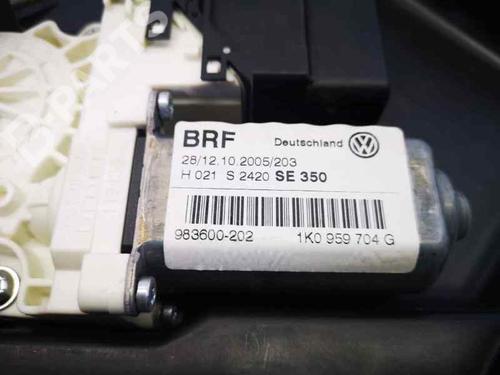 BRF Deutschland
28/12.10.2005/203
H 021 S 2420 SE 350
983600-202 1K0 959 704 G